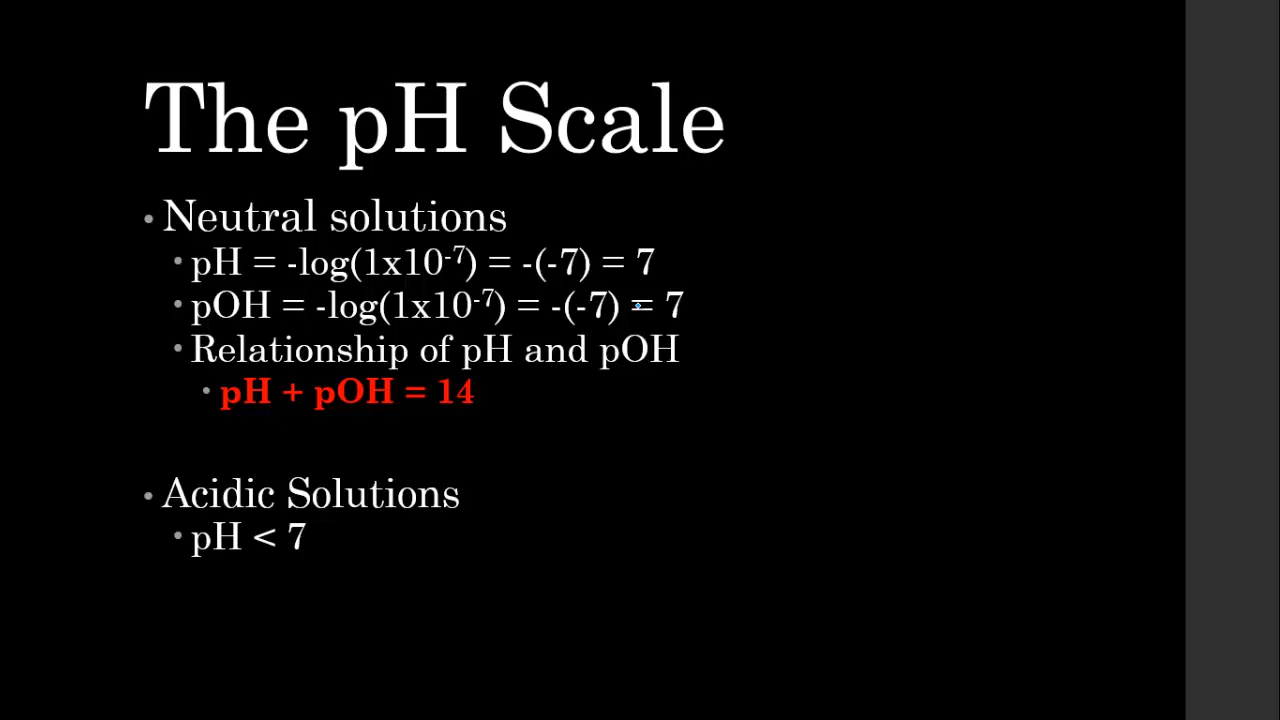 The pH Scale
• Neutral solutions
• pH = -log(1x10⁻⁷) = -(-7) = 7
• pOH = -log(1x10⁻⁷) = -(-7) = 7
• Relationship of pH and pOH
• pH + pOH = 14
• Acidic Solutions
• pH < 7